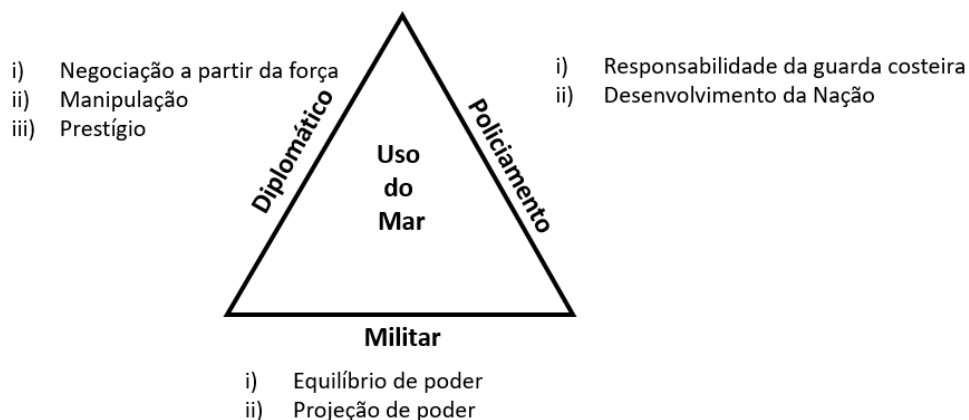 i) Negociação a partir da força
ii) Manipulação
iii) Prestígio
Diplomático
Uso
do
Mar
Policiamento
i) Responsabilidade da guarda costeira
ii) Desenvolvimento da Nação
Militar
i) Equilíbrio de poder
ii) Projeção de poder